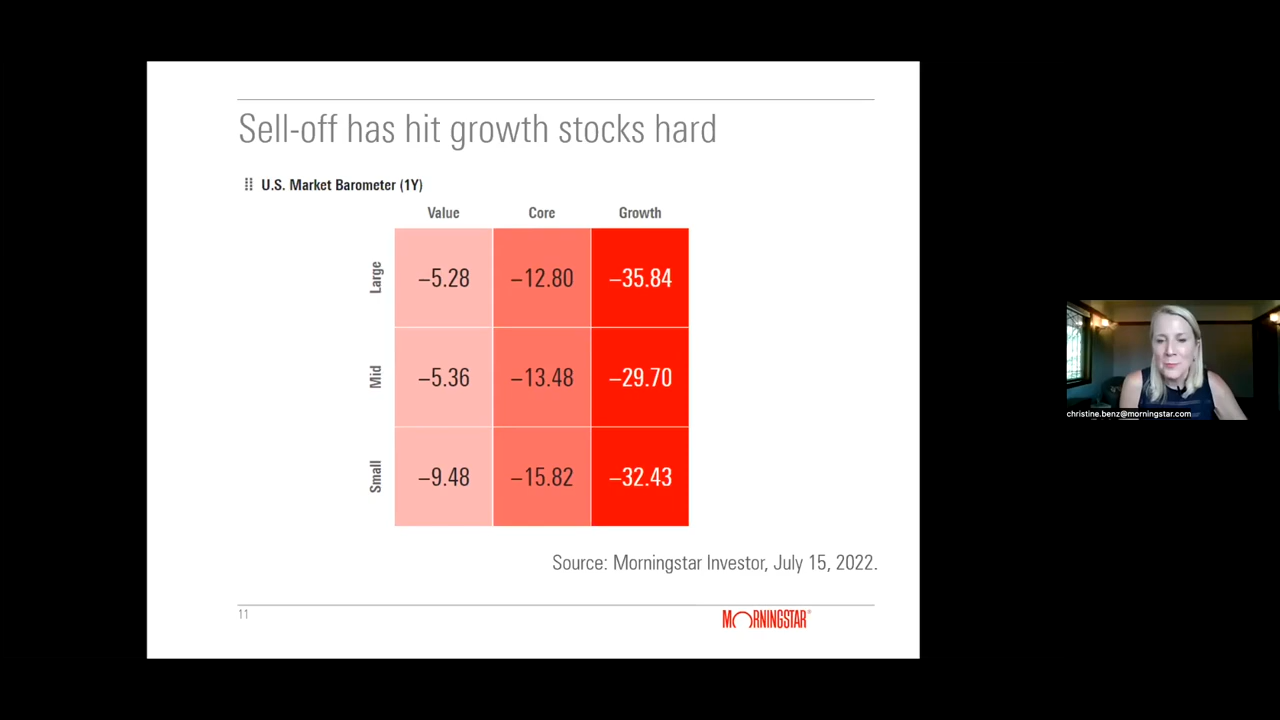 Sell-off has hit growth stocks hard
U.S. Market Barometer (1Y)
Value Core Growth
Large –5.28 –12.80 –35.84
Mid –5.36 –13.48 –29.70
Small –9.48 –15.82 –32.43
Source: Morningstar Investor, July 15, 2022.
11
MORNINGSTAR®
christine.benz@morningstar.com